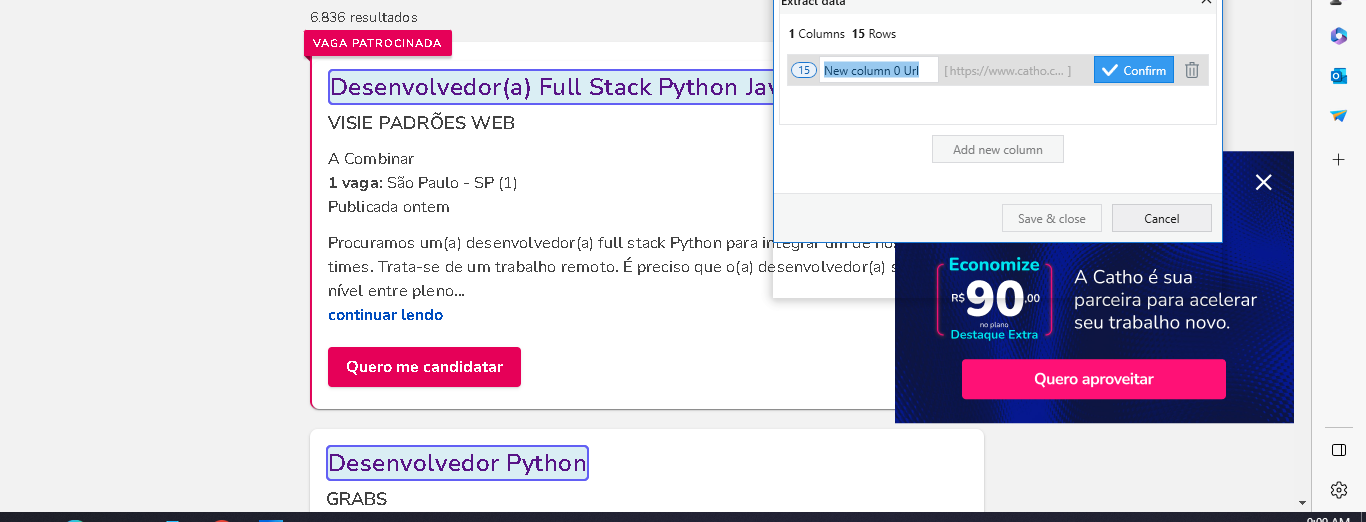 6.836 resultados
VAGA PATROCINADA
Desenvolvedor(a) Full Stack Python Jav
VISIE PADRÕES WEB
A Combinar
1 vaga: São Paulo - SP (1)
Publicada ontem
Procuramos um(a) desenvolvedor(a) full stack Python para integrar um de nos
times. Trata-se de um trabalho remoto. É preciso que o(a) desenvolvedor(a) s
nível entre pleno...
continuar lendo
Quero me candidatar
Desenvolvedor Python
GRABS
Extract data
1 Columns 15 Rows
15 New column 0 Url [ https://www.catho.c... ] Confirm
Add new column
Save & close Cancel
Economize
R$ 90,00
no plano
Destaque Extra
A Catho é sua
parceira para acelerar
seu trabalho novo.
Quero aproveitar
9:00 AM